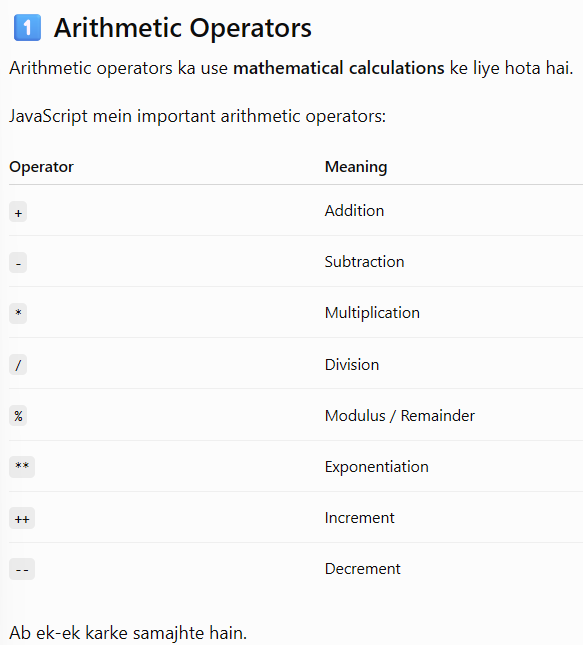 1 Arithmetic Operators
Arithmetic operators ka use mathematical calculations ke liye hota hai.
JavaScript mein important arithmetic operators:
Operator Meaning
+ Addition
- Subtraction
* Multiplication
/ Division
% Modulus / Remainder
** Exponentiation
++ Increment
-- Decrement
Ab ek-ek karke samajhte hain.